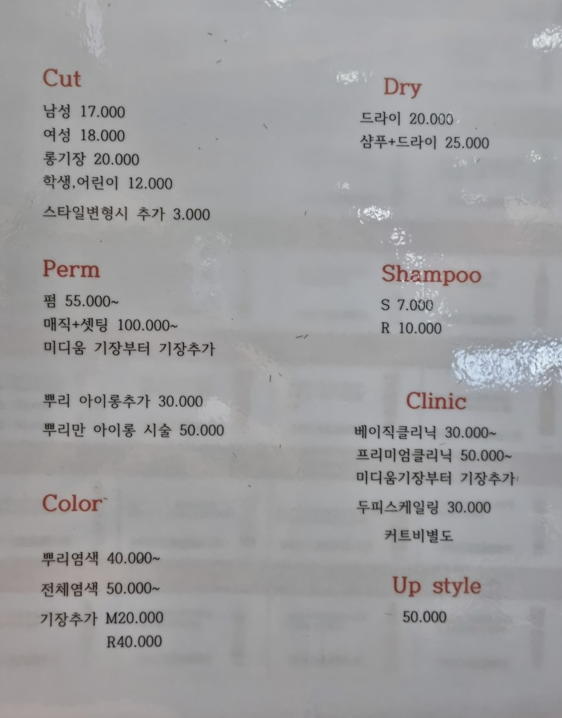 Cut
남성 17.000
여성 18.000
롱기장 20.000
학생,어린이 12.000
스타일변형시 추가 3.000
Perm
펌 55.000~
매직+셋팅 100.000~
미디움 기장부터 기장추가
뿌리 아이롱추가 30.000
뿌리만 아이롱 시술 50.000
Color
뿌리염색 40.000~
전체염색 50.000~
기장추가 M20.000
R40.000
Dry
드라이 20.000
샴푸+드라이 25.000
Shampoo
S 7.000
R 10.000
Clinic
베이직클리닉 30.000~
프리미엄클리닉 50.000~
미디움기장부터 기장추가
두피스케일링 30.000
커트비별도
Up style
50.000